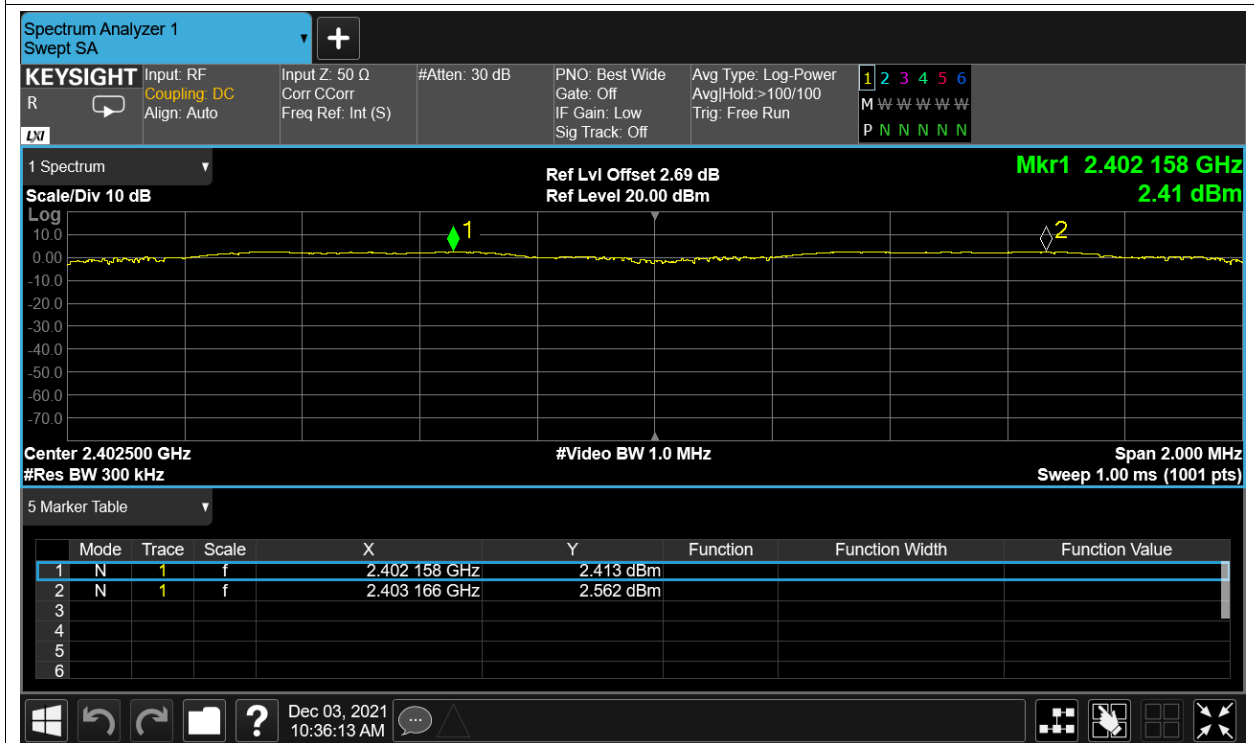 Spectrum Analyzer 1
Swept SA
+
KEYSIGHT Input: RF Input Z: 50 Ω #Atten: 30 dB PNO: Best Wide Avg Type: Log-Power 1 2 3 4 5 6
R Coupling: DC Corr CCorr Gate: Off Avg|Hold:>100/100 M W W W W W
Align: Auto Freq Ref: Int (S) IF Gain: Low Trig: Free Run
LXI Sig Track: Off P N N N N N
1 Spectrum Ref Lvl Offset 2.69 dB Mkr1 2.402 158 GHz
Scale/Div 10 dB Ref Level 20.00 dBm 2.41 dBm
Log
10.0 1 2
0.00
-10.0
-20.0
-30.0
-40.0
-50.0
-60.0
-70.0
Center 2.402500 GHz #Video BW 1.0 MHz Span 2.000 MHz
#Res BW 300 kHz Sweep 1.00 ms (1001 pts)
5 Marker Table
Mode Trace Scale X Y Function Function Width Function Value
1 N 1 f 2.402 158 GHz 2.413 dBm
2 N 1 f 2.403 166 GHz 2.562 dBm
3
4
5
6
? Dec 03, 2021
10:36:13 AM